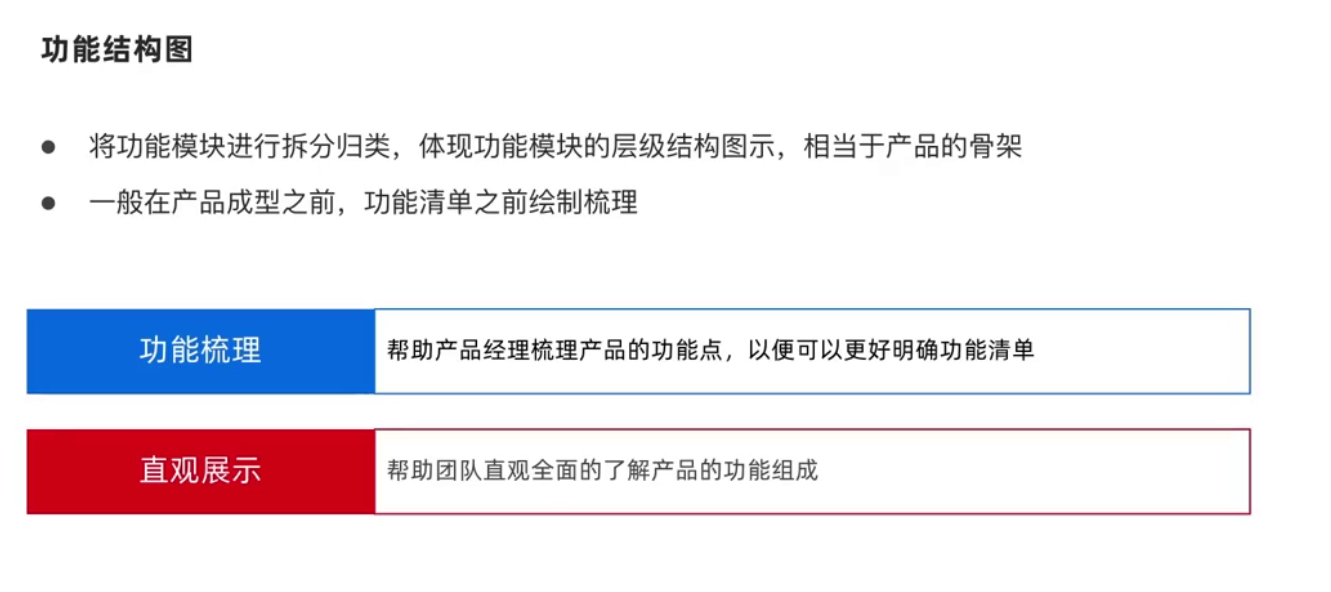 功能结构图
● 将功能模块进行拆分归类，体现功能模块的层级结构图示，相当于产品的骨架
● 一般在产品成型之前，功能清单之前绘制梳理
功能梳理
帮助产品经理梳理产品的功能点，以便可以更好明确功能清单
直观展示
帮助团队直观全面的了解产品的功能组成